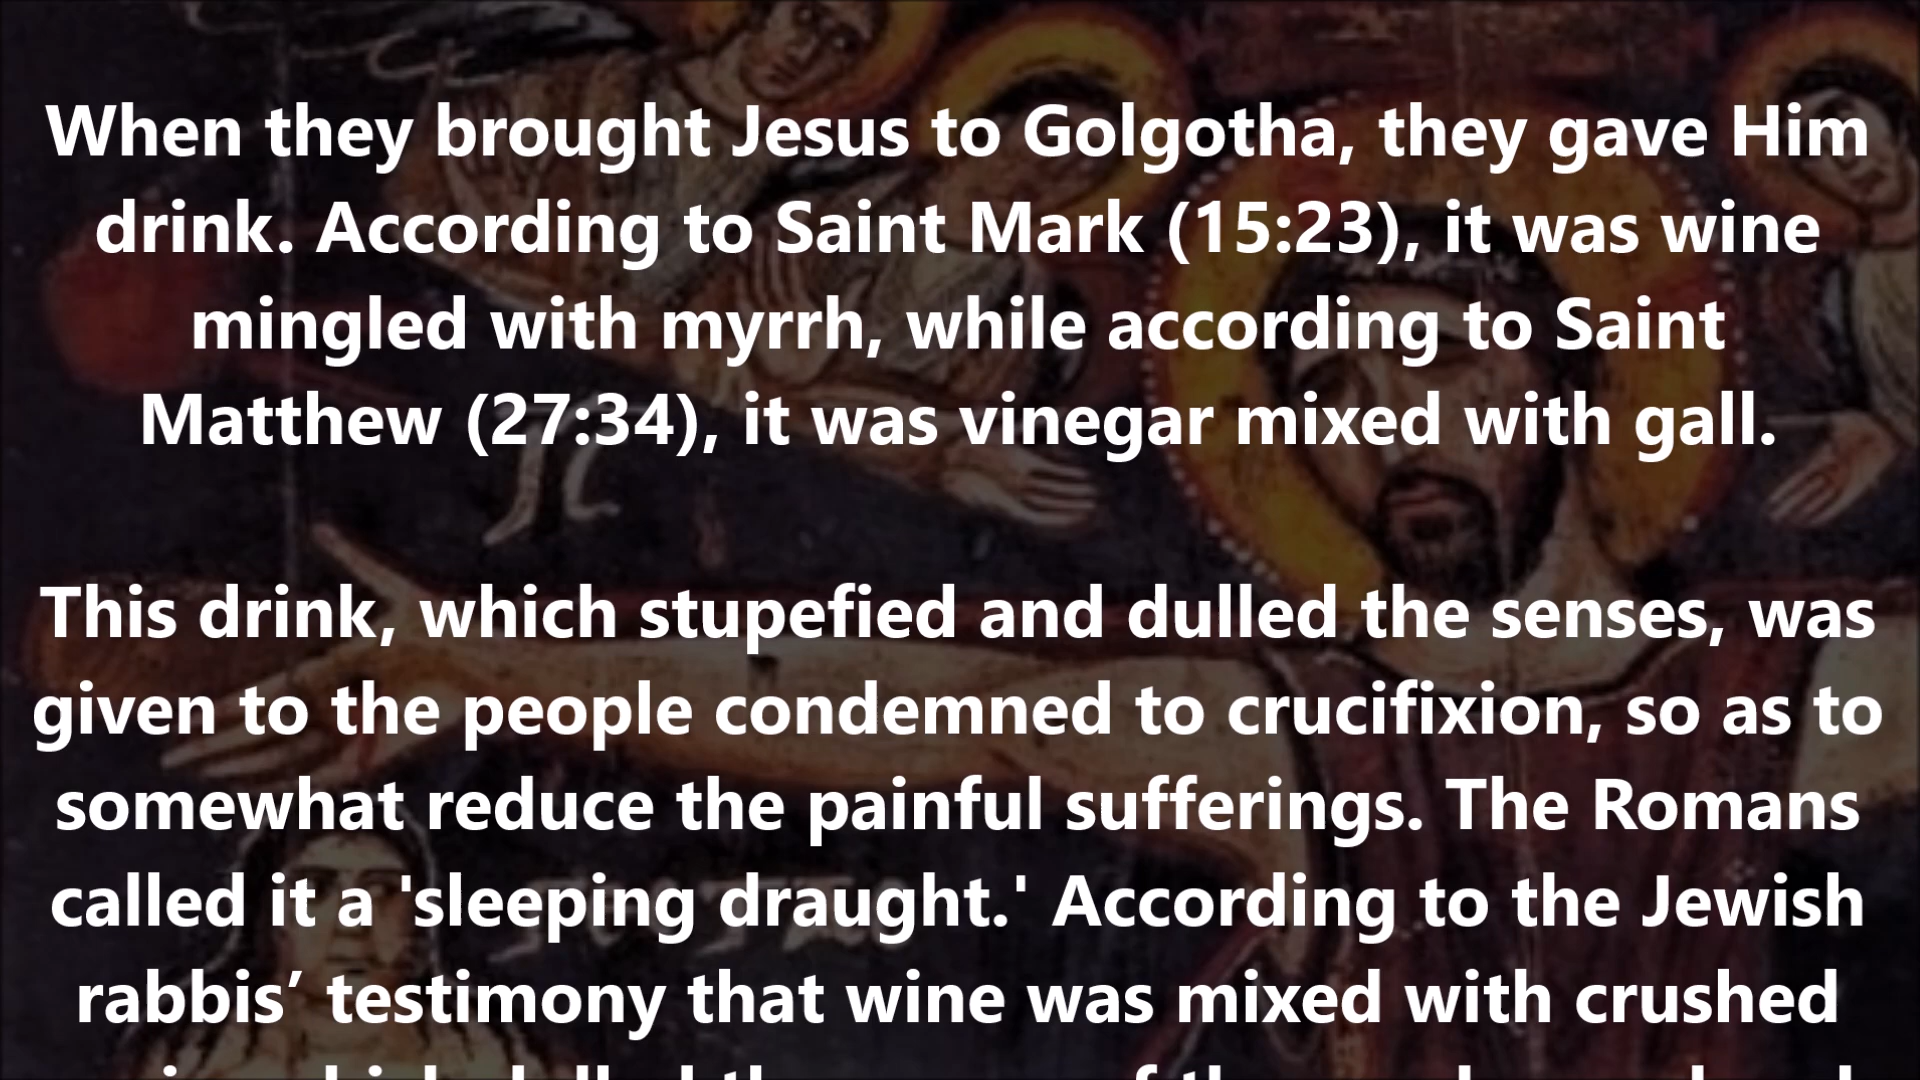 When they brought Jesus to Golgotha, they gave Him
drink. According to Saint Mark (15:23), it was wine
mingled with myrrh, while according to Saint
Matthew (27:34), it was vinegar mixed with gall.
This drink, which stupefied and dulled the senses, was
given to the people condemned to crucifixion, so as to
somewhat reduce the painful sufferings. The Romans
called it a 'sleeping draught.' According to the Jewish
rabbis’ testimony that wine was mixed with crushed